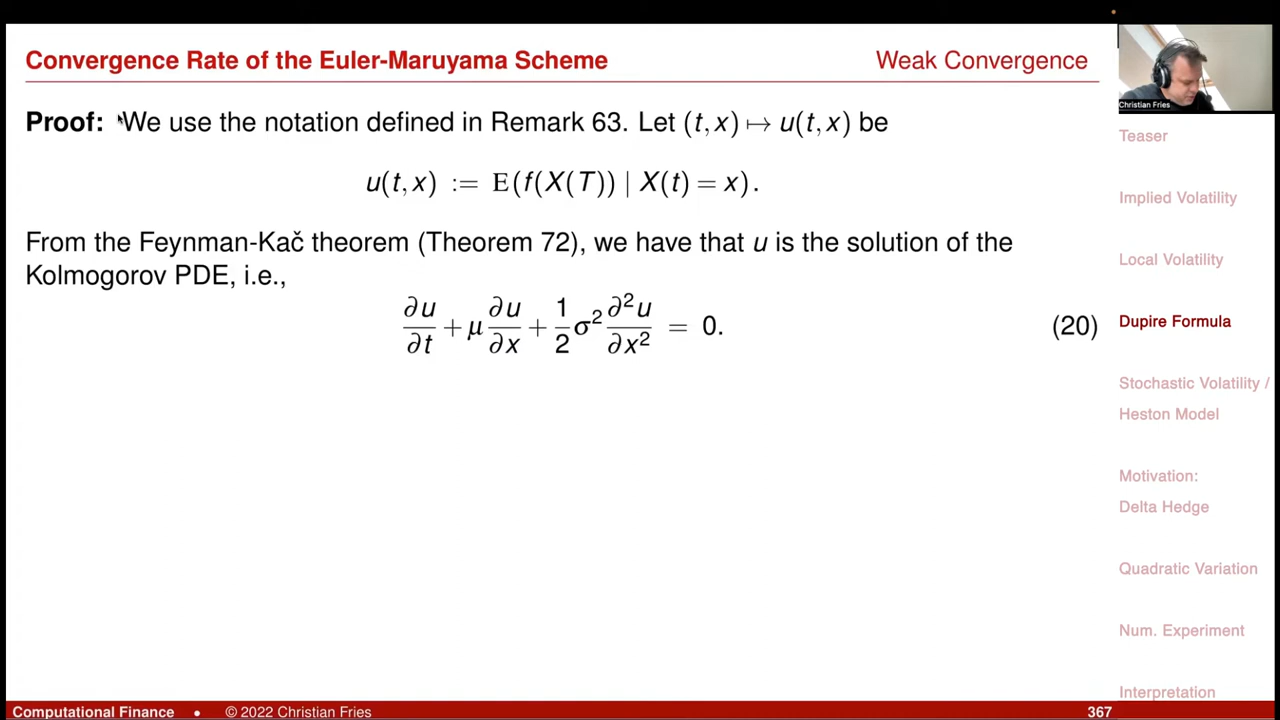 Convergence Rate of the Euler-Maruyama Scheme
Weak Convergence
Christian Fries
Proof: We use the notation defined in Remark 63. Let (t,x) ↦ u(t,x) be
u(t,x) := E(f(X(T)) | X(t) = x).
From the Feynman-Kač theorem (Theorem 72), we have that u is the solution of the
Kolmogorov PDE, i.e.,
∂u/∂t + μ ∂u/∂x + 1/2 σ² ∂²u/∂x² = 0. (20)
Teaser
Implied Volatility
Local Volatility
Dupire Formula
Stochastic Volatility /
Heston Model
Motivation:
Delta Hedge
Quadratic Variation
Num. Experiment
Interpretation
Computational Finance • © 2022 Christian Fries 367